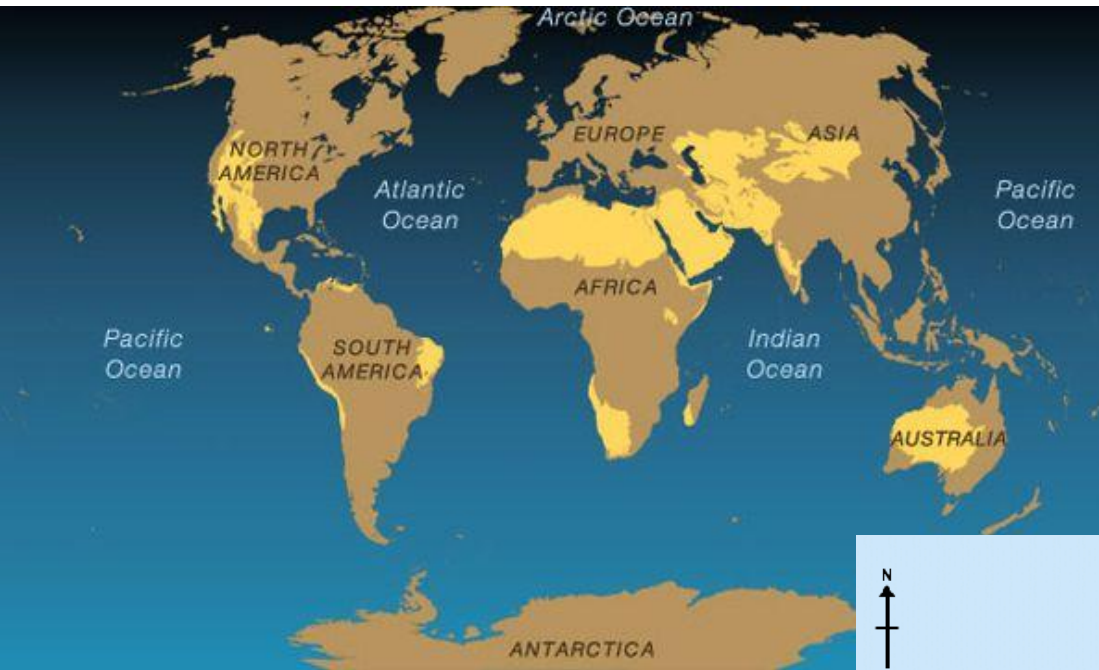 Arctic Ocean
NORTH
AMERICA
EUROPE
ASIA
Atlantic
Ocean
Pacific
Ocean
AFRICA
Pacific
Ocean
SOUTH
AMERICA
Indian
Ocean
AUSTRALIA
N
ANTARCTICA